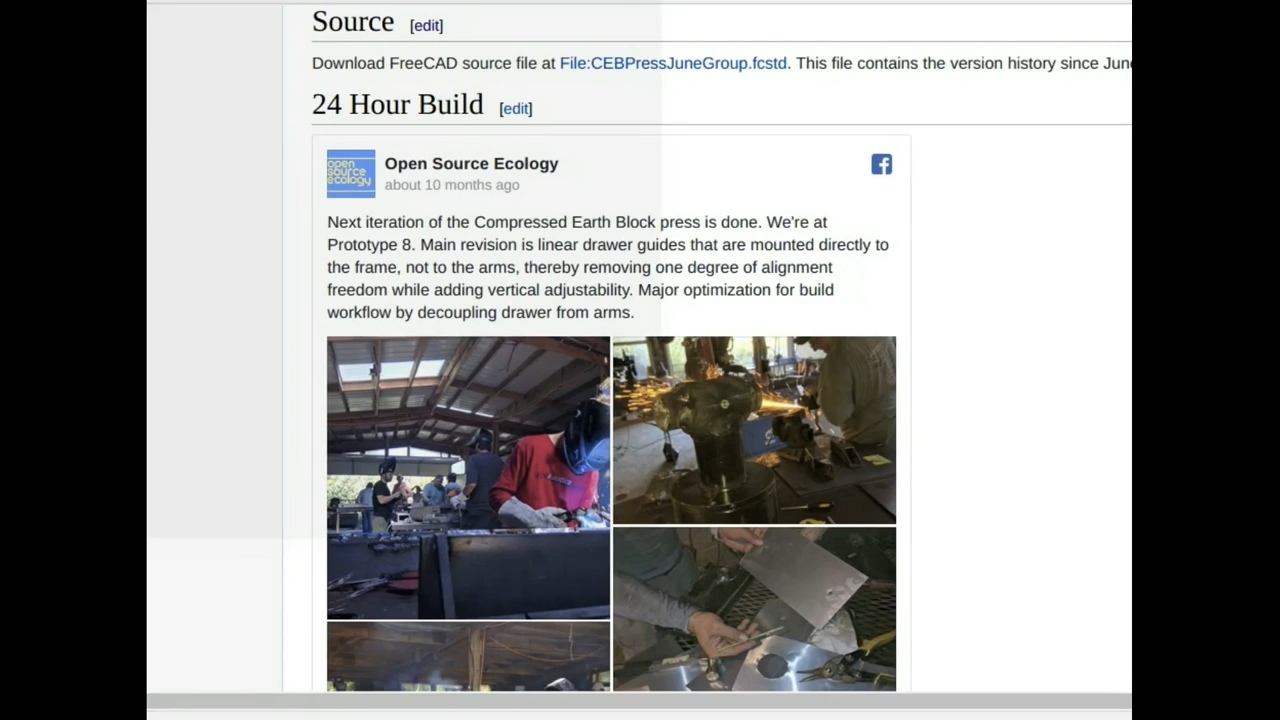 Source [edit]
Download FreeCAD source file at File:CEBPressJuneGroup.fcstd. This file contains the version history since
24 Hour Build [edit]
open
source
ecology
Open Source Ecology
about 10 months ago
Next iteration of the Compressed Earth Block press is done. We're at
Prototype 8. Main revision is linear drawer guides that are mounted directly to
the frame, not to the arms, thereby removing one degree of alignment
freedom while adding vertical adjustability. Major optimization for build
workflow by decoupling drawer from arms.